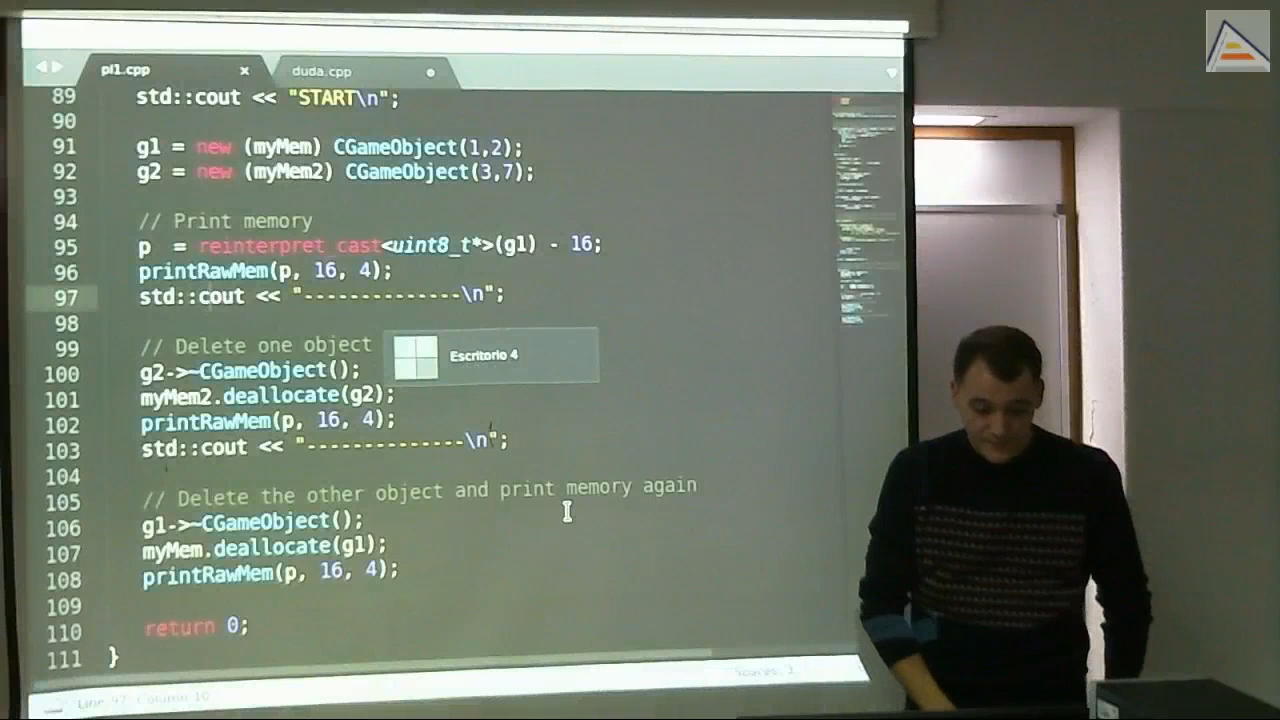 pl1.cpp x duda.cpp
89 std::cout << "START\n";
90
91 g1 = new (myMem) CGameObject(1,2);
92 g2 = new (myMem2) CGameObject(3,7);
93
94 // Print memory
95 p = reinterpret_cast<uint8_t*>(g1) - 16;
96 printRawMem(p, 16, 4);
97 std::cout << "--------------\n";
98
99 // Delete one object
Escritorio 4
100 g2->~CGameObject();
101 myMem2.deallocate(g2);
102 printRawMem(p, 16, 4);
103 std::cout << "--------------\n";
104
105 // Delete the other object and print memory again
106 g1->~CGameObject();
107 myMem.deallocate(g1);
108 printRawMem(p, 16, 4);
109
110 return 0;
111 }
Line 97, Column 10